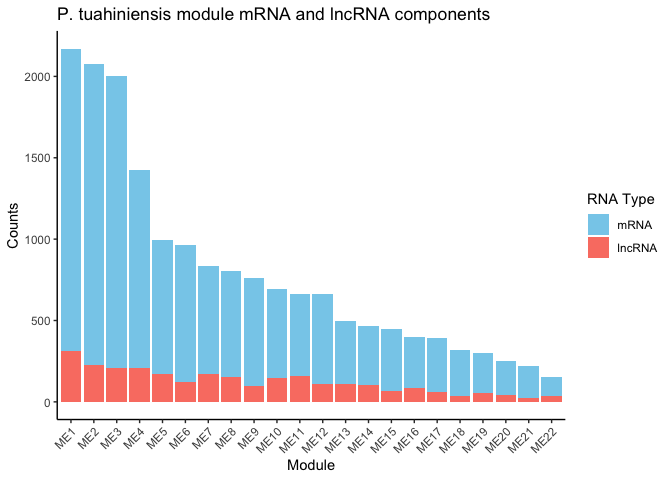 P. tuahiniensis module mRNA and lncRNA components
2000
1500
1000
500
0
Counts
ME1
ME2
ME3
ME4
ME5
ME6
ME7
ME8
ME9
ME10
ME11
ME12
ME13
ME14
ME15
ME16
ME17
ME18
ME19
ME20
ME21
ME22
Module
RNA Type
mRNA
lncRNA